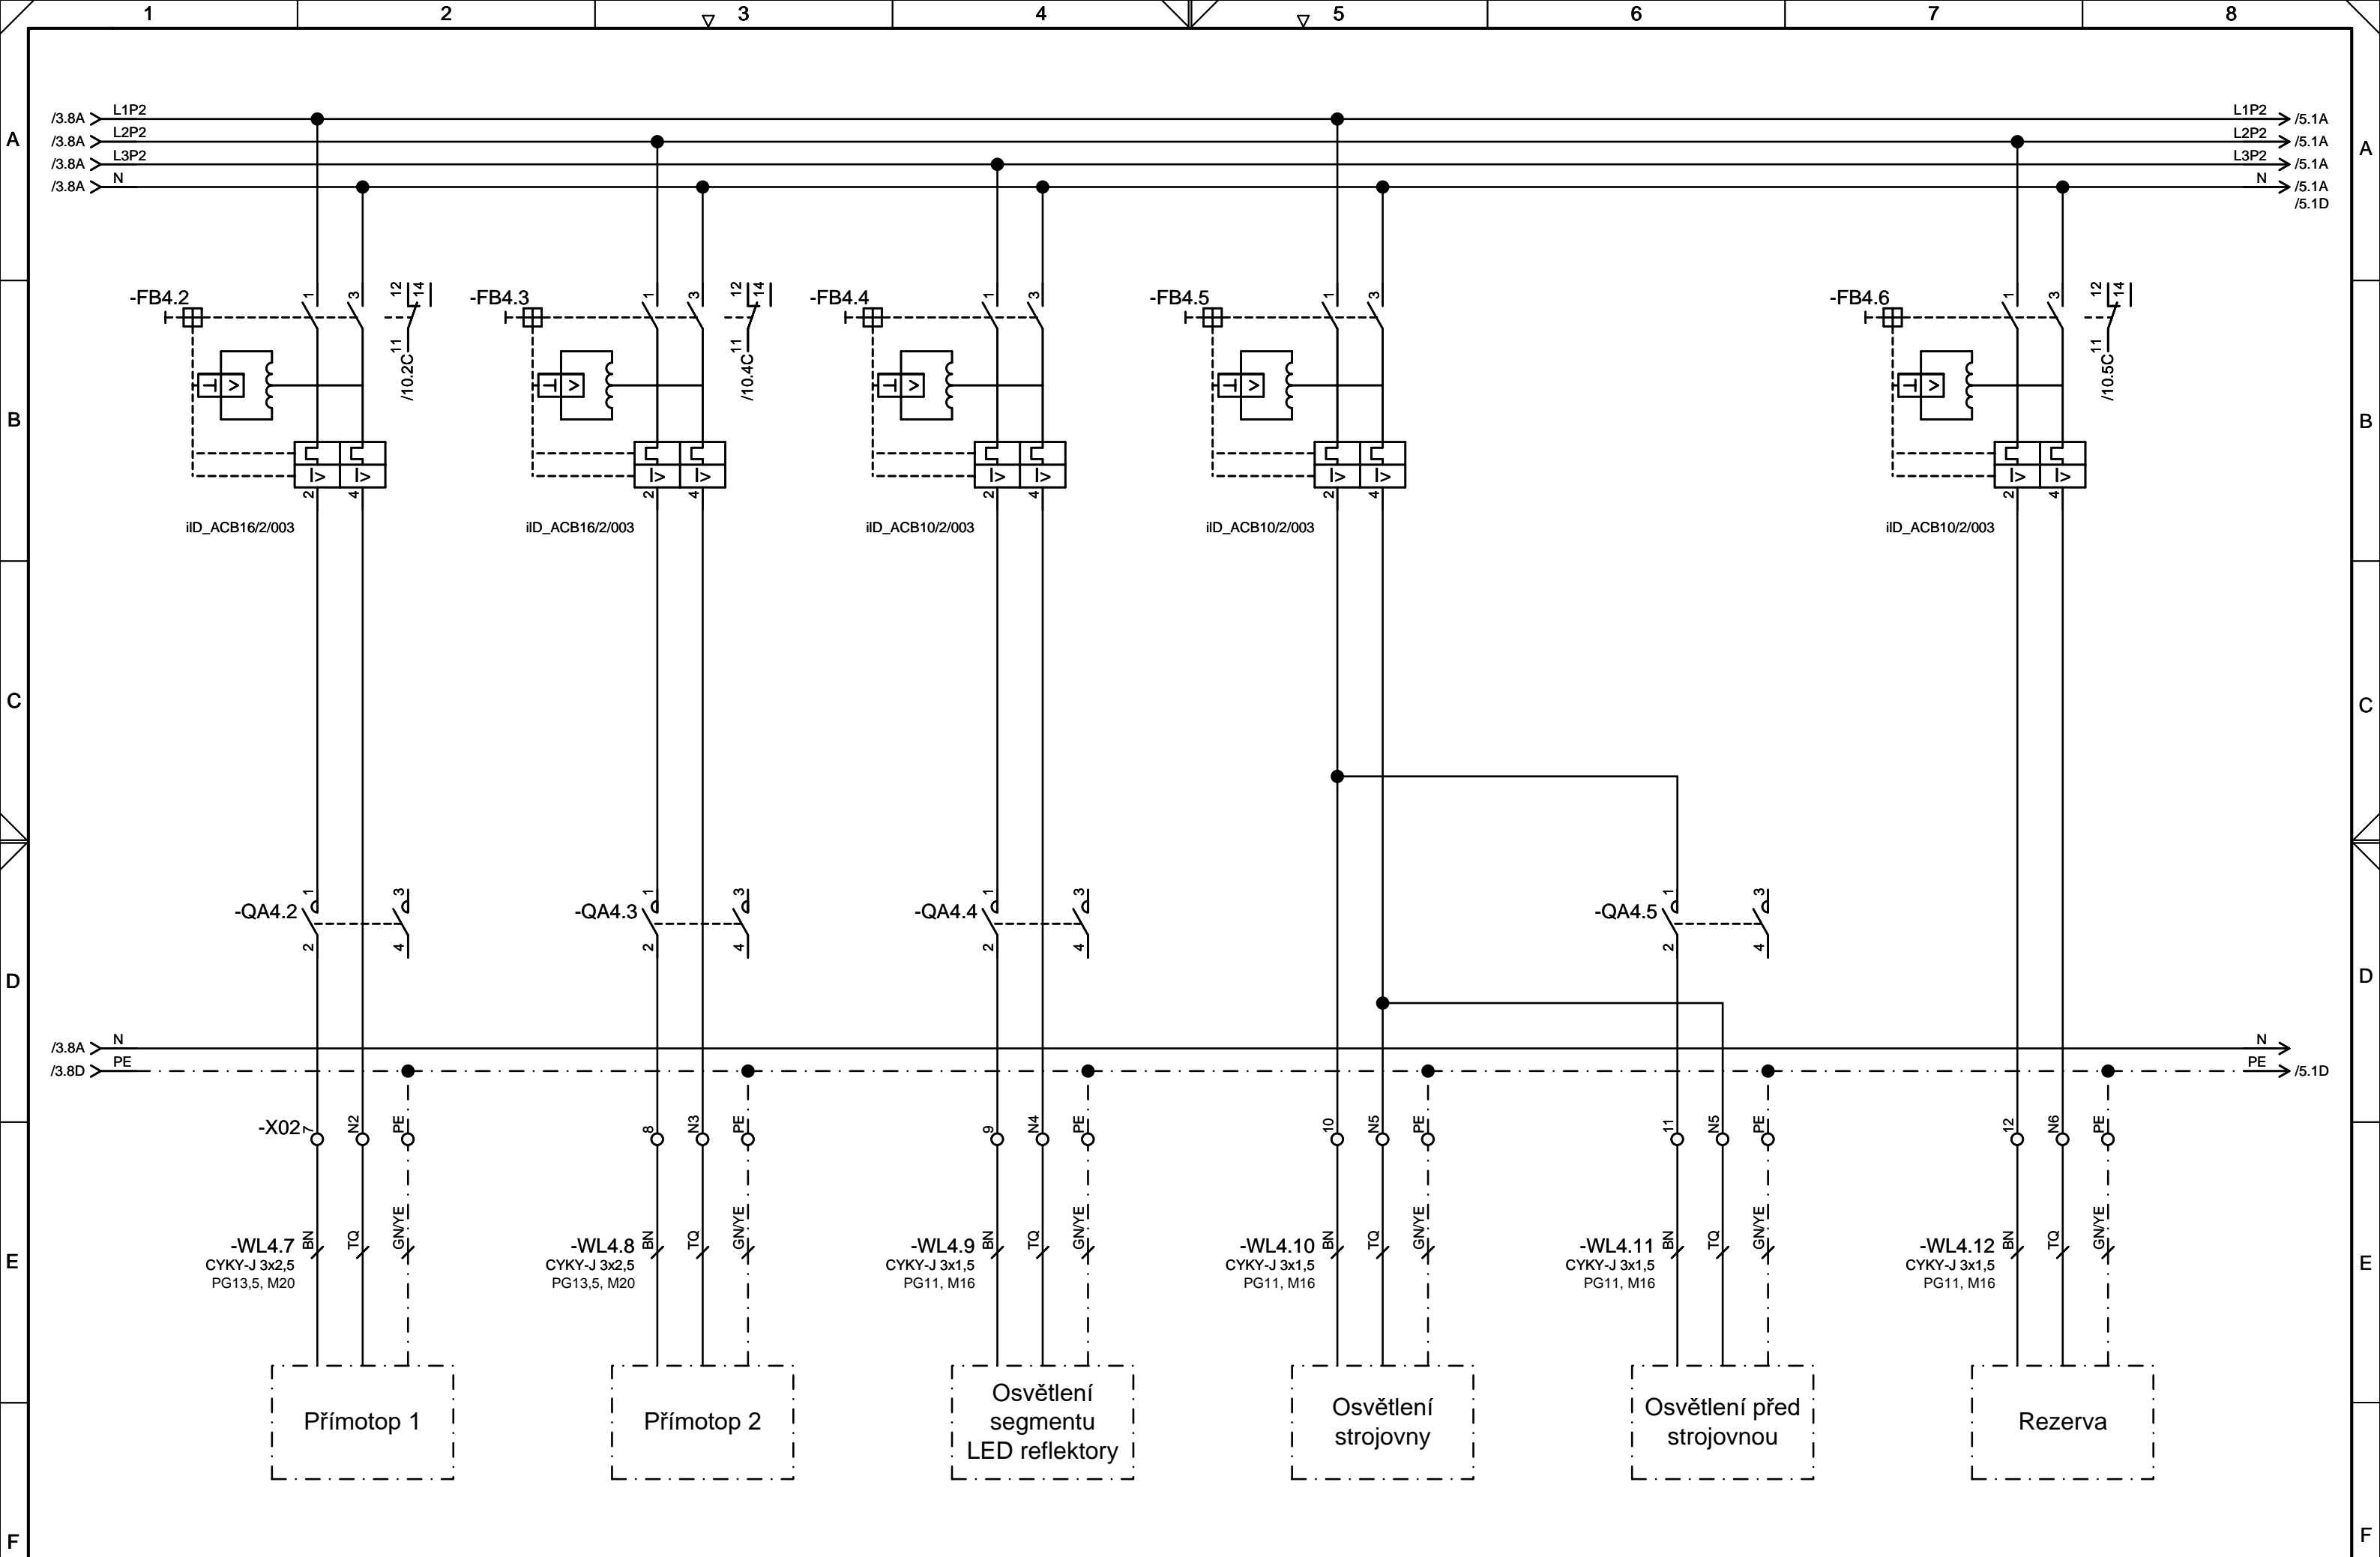 1 2 3 4 5 6 7 8
A A
/3.8A L1P2 L1P2 /5.1A
/3.8A L2P2 L2P2 /5.1A
/3.8A L3P2 L3P2 /5.1A
/3.8A N N /5.1A
/5.1D
-FB4.2 1 3 12 14 -FB4.3 1 3 12 14 -FB4.4 1 3 -FB4.5 1 3 -FB4.6 1 3 12 14
11 /10.2C 11 /10.4C 11 /10.5C
B B
I> I> I> I> I> I> I> I> I> I>
2 4 2 4 2 4 2 4 2 4
iID_ACB16/2/003 iID_ACB16/2/003 iID_ACB10/2/003 iID_ACB10/2/003 iID_ACB10/2/003
C C
-QA4.2 1 3 -QA4.3 1 3 -QA4.4 1 3 -QA4.5 1 3
2 4 2 4 2 4 2 4
D D
/3.8A N N
/3.8D PE PE /5.1D
-X02 7 N2 PE 8 N3 PE 9 N4 PE 10 N5 PE 11 N5 PE 12 N6 PE
-WL4.7 BN TQ GN/YE -WL4.8 BN TQ GN/YE -WL4.9 BN TQ GN/YE -WL4.10 BN TQ GN/YE -WL4.11 BN TQ GN/YE -WL4.12 BN TQ GN/YE
E E
CYKY-J 3x2,5 CYKY-J 3x2,5 CYKY-J 3x1,5 CYKY-J 3x1,5 CYKY-J 3x1,5 CYKY-J 3x1,5
PG13,5, M20 PG13,5, M20 PG11, M16 PG11, M16 PG11, M16 PG11, M16
Přímotop 1
Přímotop 2
Osvětlení
segmentu
LED reflektory
Osvětlení
strojovny
Osvětlení před
strojovnou
Rezerva
F F